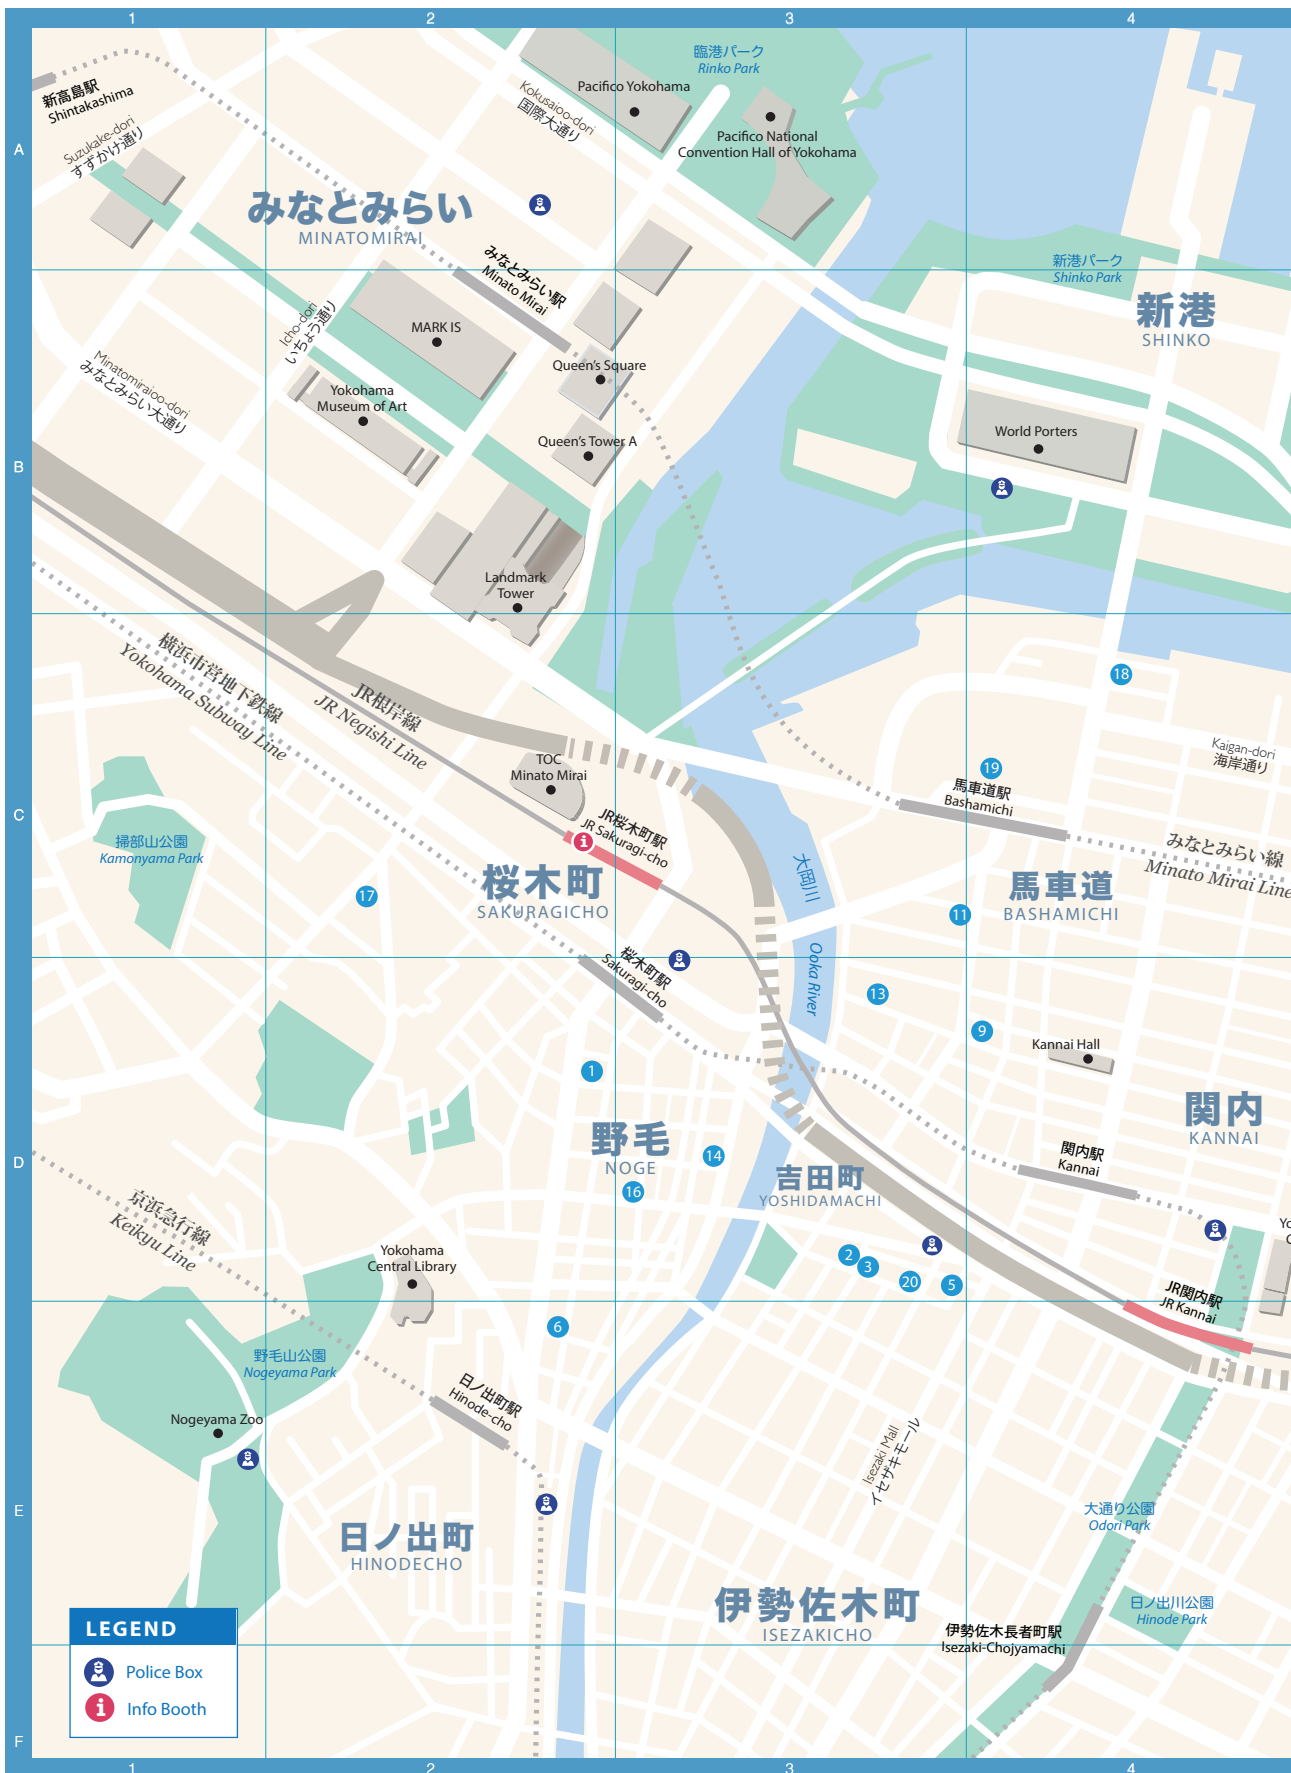 1
2
3
4
A
B
C
D
E
F
新高島駅
Shintakashima
Suzukake-dori
すずかけ通り
Kokusaioo-dori
国際大通り
Pacifico Yokohama
臨港パーク
Rinko Park
Pacifico National
Convention Hall of Yokohama
みなとみらい
MINATOMIRAI
みなとみらい駅
Minato Mirai
新港パーク
Shinko Park
新港
SHINKO
Icho-dori
いちょう通り
MARK IS
Minatomiraioo-dori
みなとみらい大通り
Yokohama
Museum of Art
Queen's Square
Queen's Tower A
World Porters
Landmark
Tower
横浜市営地下鉄線
Yokohama Subway Line
JR根岸線
JR Negishi Line
18
TOC
Minato Mirai
19
馬車道駅
Bashamichi
Kaigan-dori
海岸通り
掃部山公園
Kamonyama Park
JR桜木町駅
JR Sakuragi-cho
みなとみらい線
Minato Mirai Line
17
桜木町
SAKURAGICHO
大岡川
Ooka River
馬車道
BASHAMICHI
11
桜木町駅
Sakuragi-cho
13
9
Kannai Hall
1
関内
KANNAI
野毛
NOGE
14
16
関内駅
Kannai
吉田町
YOSHIDAMACHI
京浜急行線
Keikyu Line
Yokohama
Central Library
2
3
20
5
JR関内駅
JR Kannai
6
野毛山公園
Nogeyama Park
日ノ出町駅
Hinode-cho
Nogeyama Zoo
Isezaki Mall
イセザキモール
大通り公園
Odori Park
日ノ出町
HINODECHO
伊勢佐木町
ISEZAKICHO
日ノ出川公園
Hinode Park
伊勢佐木長者町駅
Isezaki-Chojyamachi
LEGEND
Police Box
Info Booth
1
2
3
4